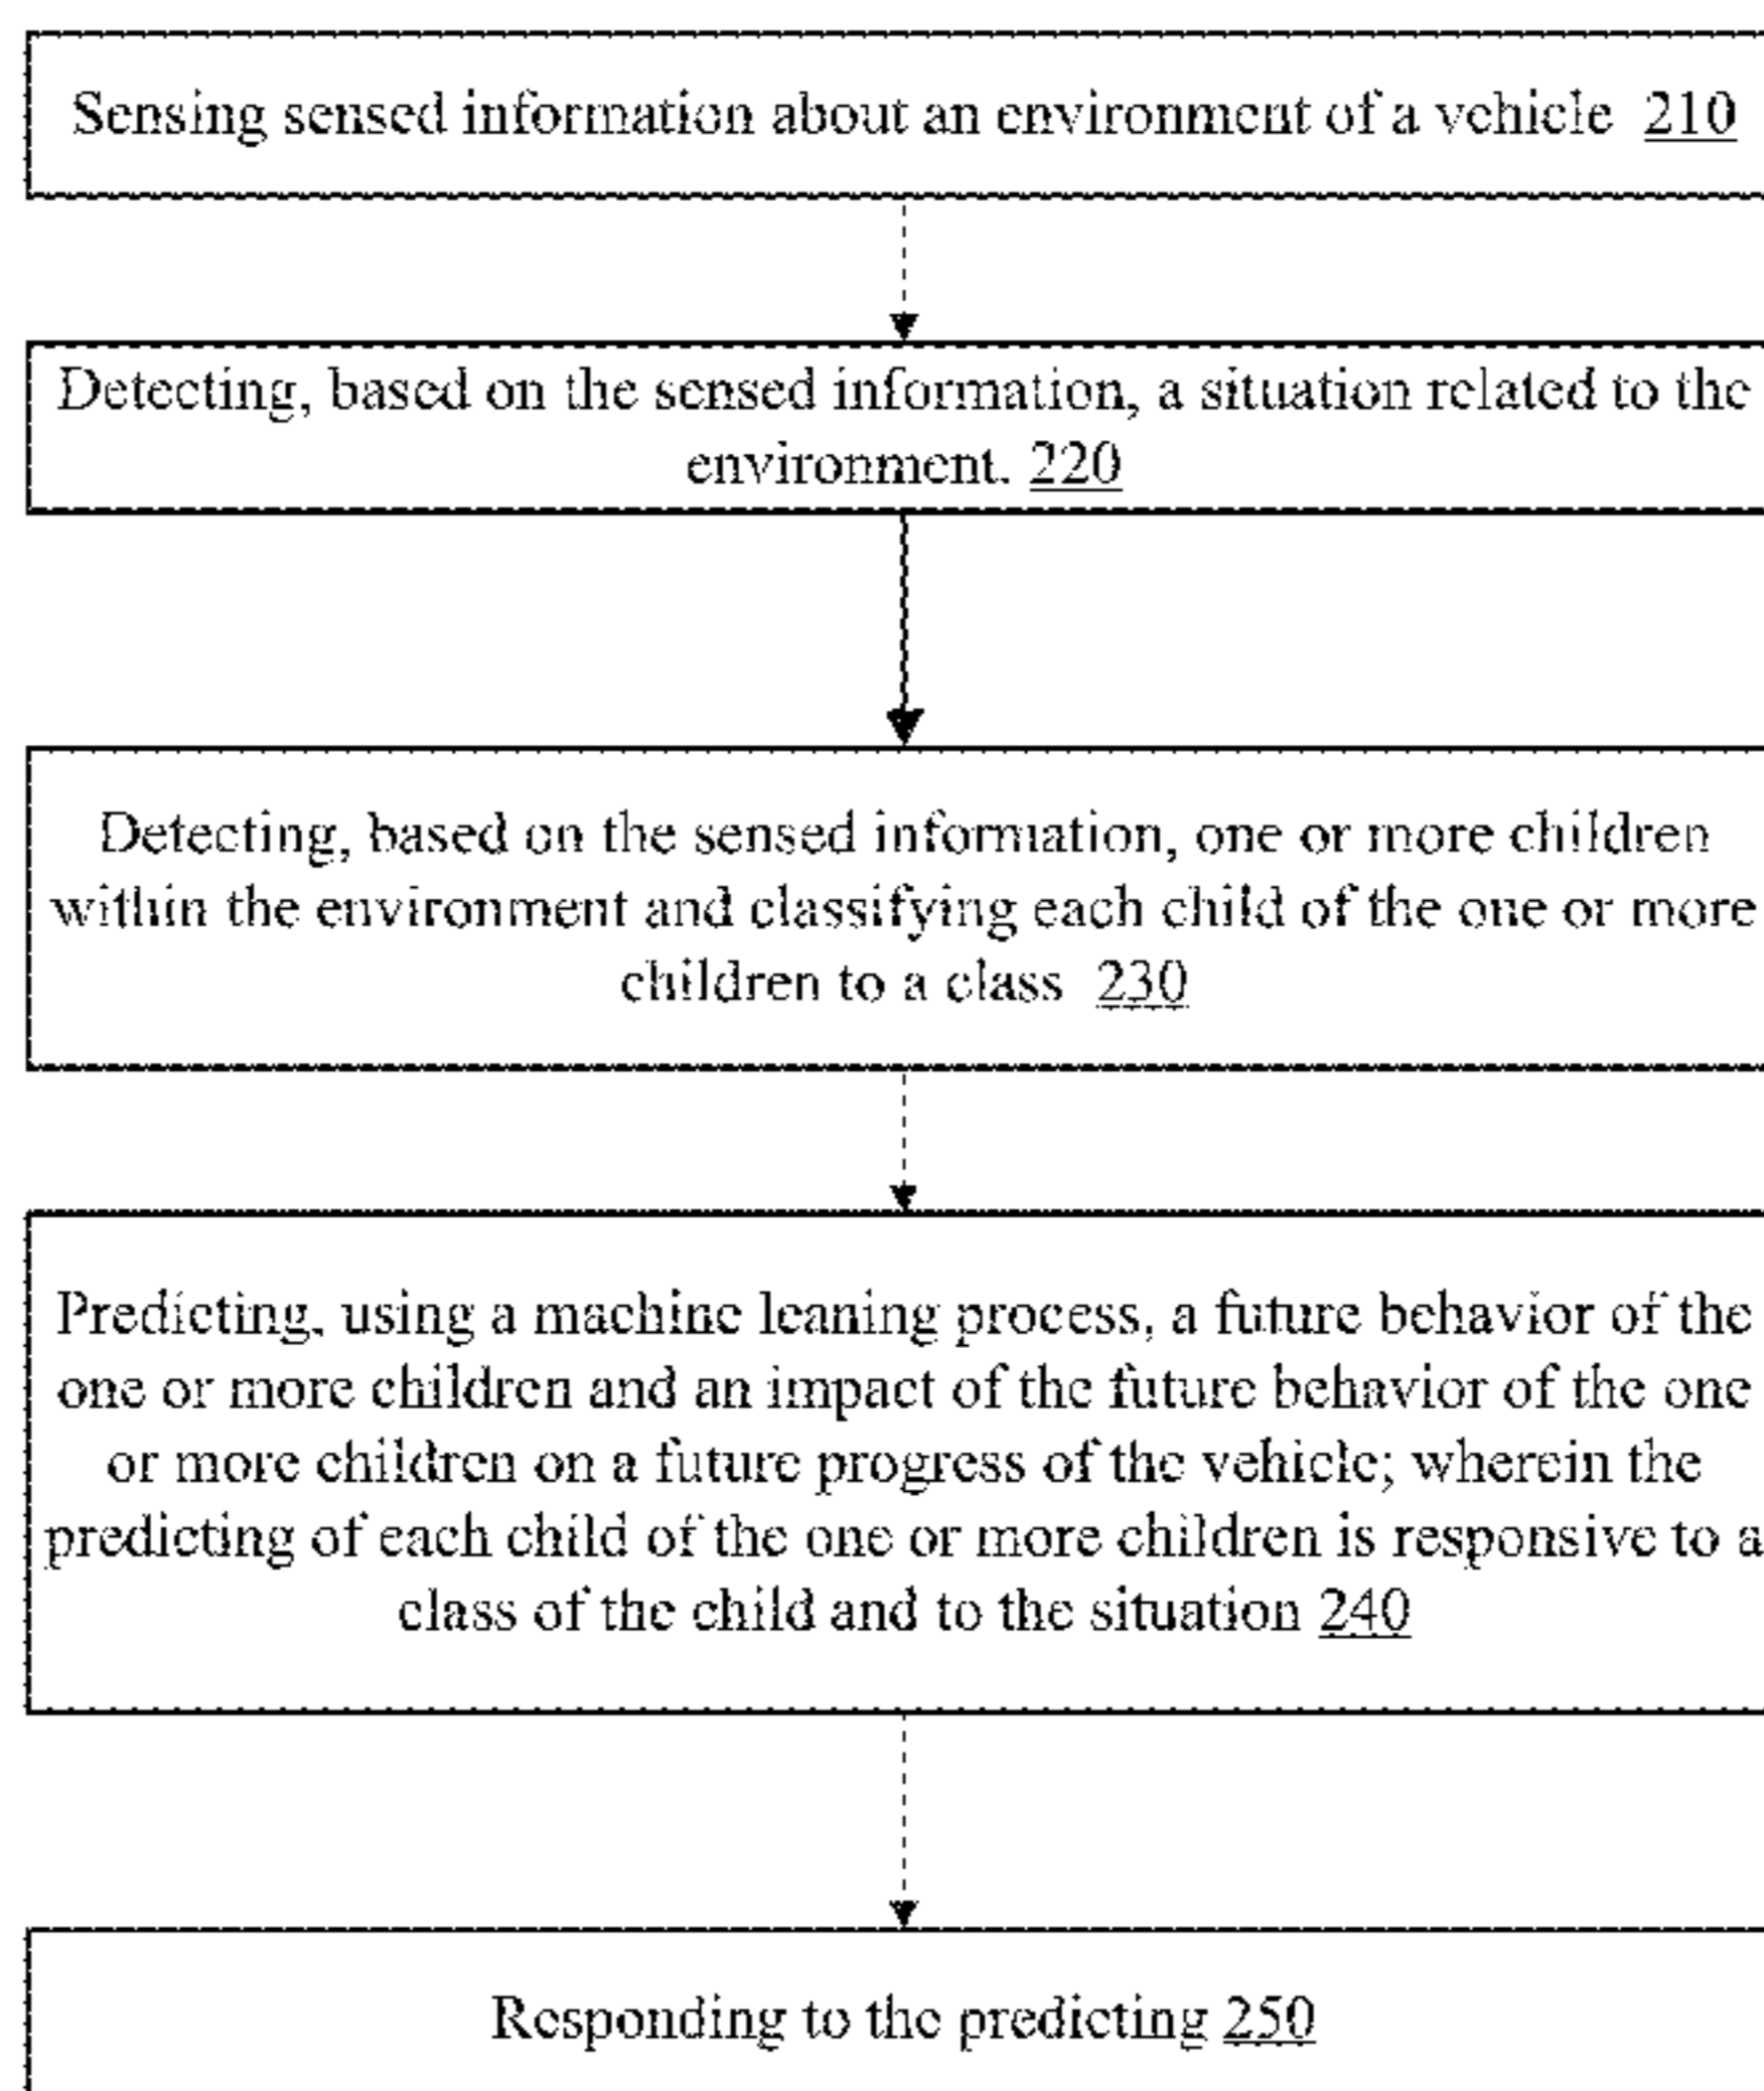 Sensing sensed information about an environment of a vehicle 210
Detecting, based on the sensed information, a situation related to the
environment. 220
Detecting, based on the sensed information, one or more children
within the environment and classifying each child of the one or more
children to a class 230
Predicting, using a machine leaning process, a future behavior of the
one or more children and an impact of the future behavior of the one
or more children on a future progress of the vehicle; wherein the
predicting of each child of the one or more children is responsive to a
class of the child and to the situation 240
Responding to the predicting 250